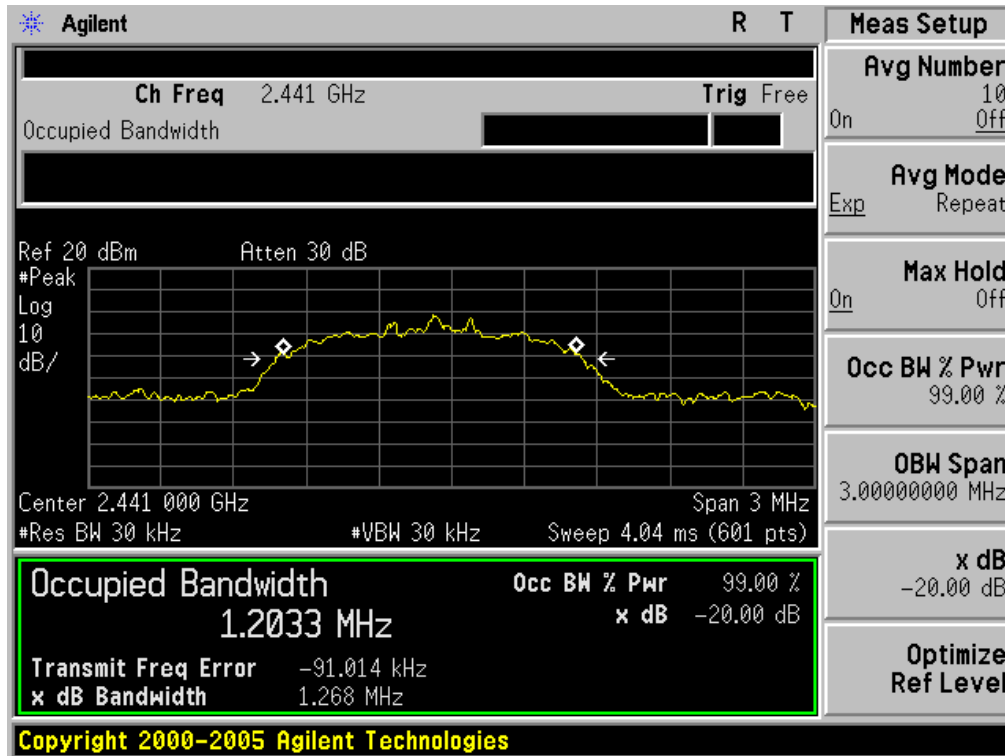 Agilent R T
Ch Freq 2.441 GHz Trig Free
Occupied Bandwidth
Ref 20 dBm Atten 30 dB
#Peak
Log
10
dB/
Center 2.441 000 GHz Span 3 MHz
#Res BW 30 kHz #VBW 30 kHz Sweep 4.04 ms (601 pts)
Occupied Bandwidth Occ BW % Pwr 99.00 %
1.2033 MHz x dB -20.00 dB
Transmit Freq Error -91.014 kHz
x dB Bandwidth 1.268 MHz
Copyright 2000-2005 Agilent Technologies
Meas Setup
Avg Number
10
On Off
Avg Mode
Exp Repeat
Max Hold
On Off
Occ BW % Pwr
99.00 %
OBW Span
3.00000000 MHz
x dB
-20.00 dB
Optimize
Ref Level